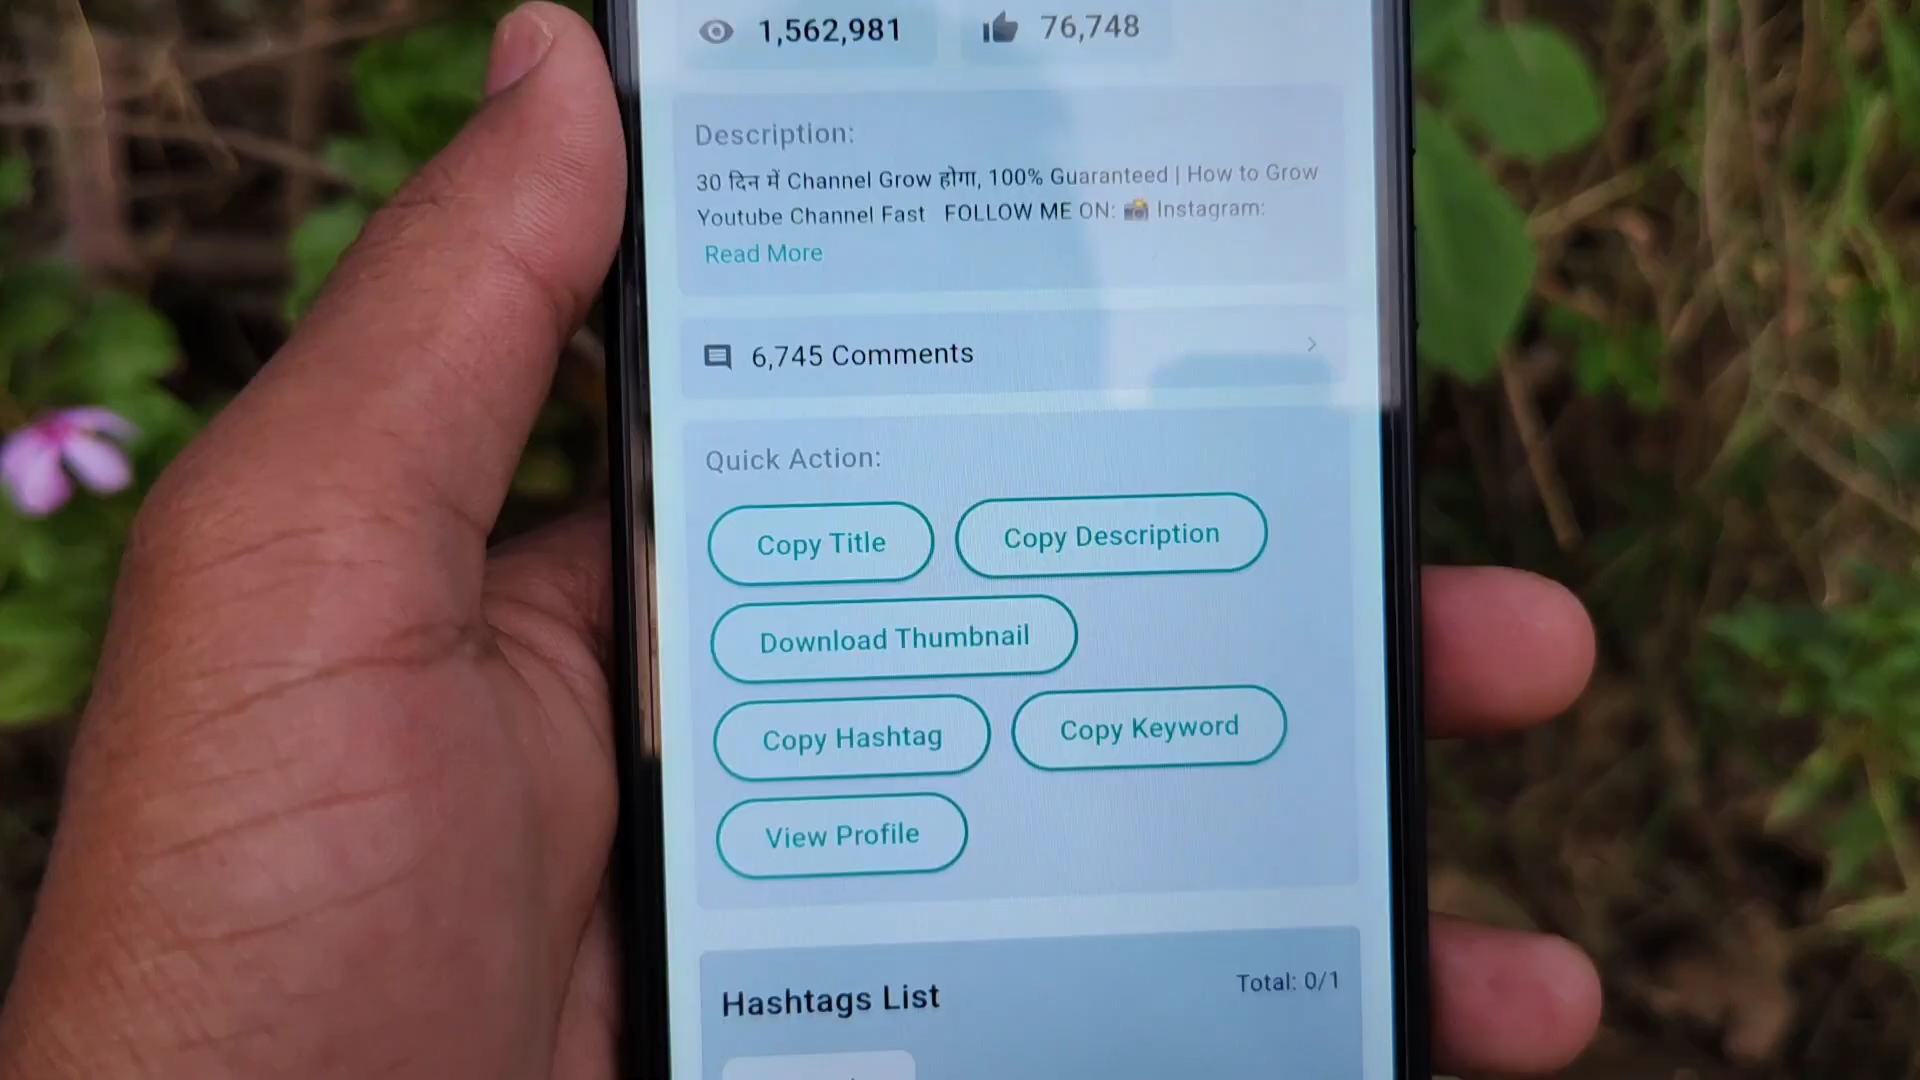 1,562,981
76,748
Description:
30 दिन में Channel Grow होगा, 100% Guaranteed | How to Grow
Youtube Channel Fast FOLLOW ME ON: 📸 Instagram:
Read More
6,745 Comments
Quick Action:
Copy Title
Copy Description
Download Thumbnail
Copy Hashtag
Copy Keyword
View Profile
Hashtags List
Total: 0/1